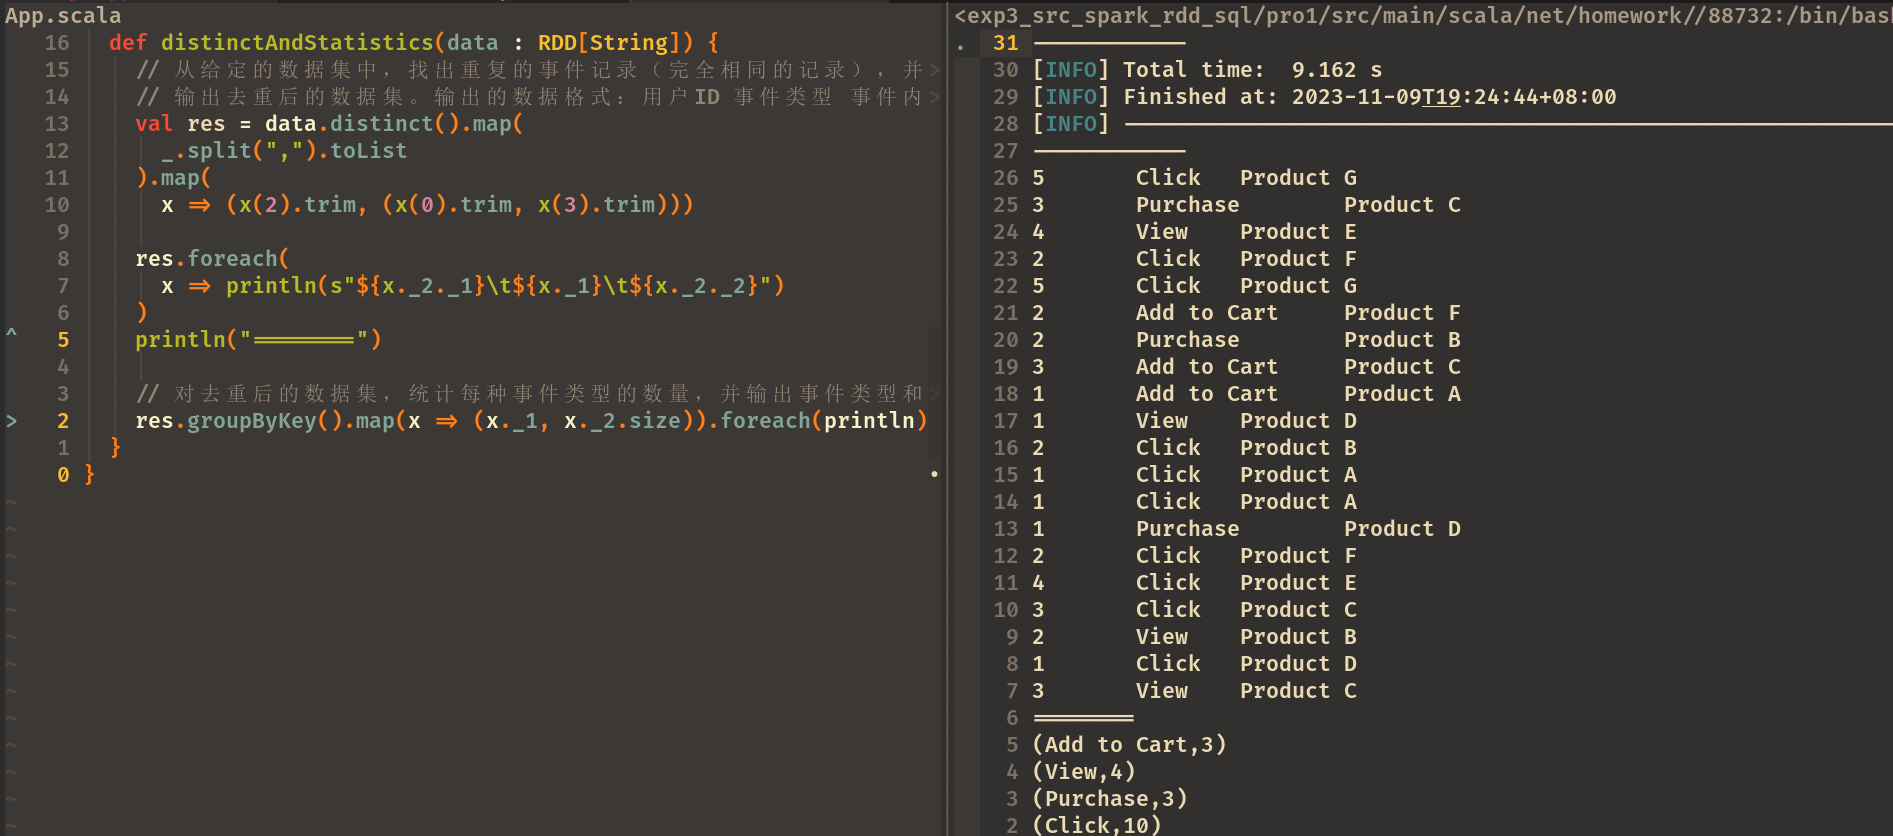 App.scala
16 def distinctAndStatistics(data : RDD[String]) {
15 // 从给定的数据集中，找出重复的事件记录（完全相同的记录），并>
14 // 输出去重后的数据集。输出的数据格式：用户ID 事件类型 事件内>
13 val res = data.distinct().map(
12 _.split(",").toList
11 ).map(
10 x => (x(2).trim, (x(0).trim, x(3).trim)))
9
8 res.foreach(
7 x => println(s"${x._2._1}\t${x._1}\t${x._2._2}")
6 )
^ 5 println("========")
4
3 // 对去重后的数据集，统计每种事件类型的数量，并输出事件类型和>
> 2 res.groupByKey().map(x => (x._1, x._2.size)).foreach(println)
1 }
0 }
~
~
~
~
~
~
~
~
~
~
~
~
~
<exp3_src_spark_rdd_sql/pro1/src/main/scala/net/homework//88732:/bin/bas
31 ------------
30 [INFO] Total time:  9.162 s
29 [INFO] Finished at: 2023-11-09T19:24:44+08:00
28 [INFO] ------------------------------------------------------------
27 ------------
26 5 Click Product G
25 3 Purchase Product C
24 4 View Product E
23 2 Click Product F
22 5 Click Product G
21 2 Add to Cart Product F
20 2 Purchase Product B
19 3 Add to Cart Product C
18 1 Add to Cart Product A
17 1 View Product D
16 2 Click Product B
15 1 Click Product A
14 1 Click Product A
13 1 Purchase Product D
12 2 Click Product F
11 4 Click Product E
10 3 Click Product C
9 2 View Product B
8 1 Click Product D
7 3 View Product C
6 ========
5 (Add to Cart,3)
4 (View,4)
3 (Purchase,3)
2 (Click,10)